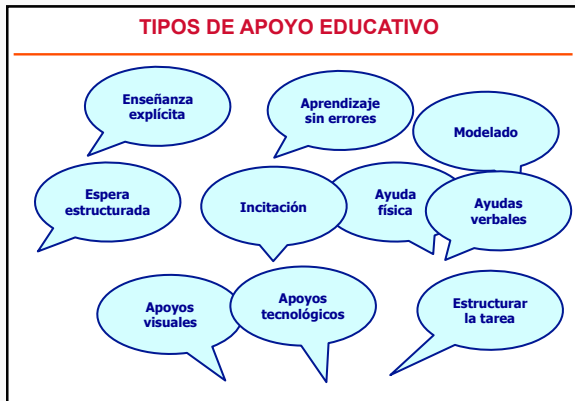 TIPOS DE APOYO EDUCATIVO
Enseñanza
explícita
Aprendizaje
sin errores
Modelado
Espera
estructurada
Incitación
Ayuda
física
Ayudas
verbales
Apoyos
visuales
Apoyos
tecnológicos
Estructurar
la tarea